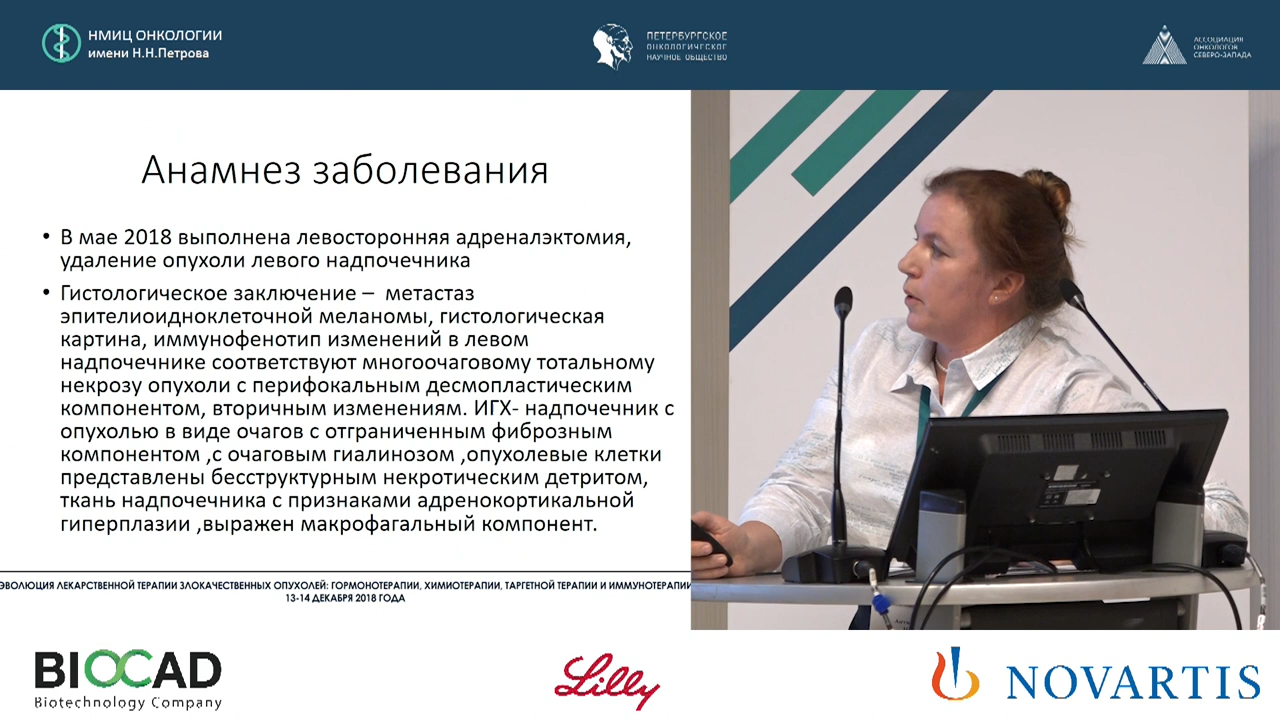 НМИЦ ОНКОЛОГИИ
имени Н.Н.Петрова
ПЕТЕРБУРГСКОЕ
ОНКОЛОГИЧЕСКОЕ
НАУЧНОЕ ОБЩЕСТВО
АССОЦИАЦИЯ
ОНКОЛОГОВ
СЕВЕРО-ЗАПАДА
Анамнез заболевания
• В мае 2018 выполнена левосторонняя адреналэктомия,
удаление опухоли левого надпочечника
• Гистологическое заключение – метастаз
эпителиоидноклеточной меланомы, гистологическая
картина, иммунофенотип изменений в левом
надпочечнике соответствуют многоочаговому тотальному
некрозу опухоли с перифокальным десмопластическим
компонентом, вторичным изменениям. ИГХ- надпочечник с
опухолью в виде очагов с отграниченным фиброзным
компонентом ,с очаговым гиалинозом ,опухолевые клетки
представлены бесструктурным некротическим детритом,
ткань надпочечника с признаками адренокортикальной
гиперплазии ,выражен макрофагальный компонент.
ЭВОЛЮЦИЯ ЛЕКАРСТВЕННОЙ ТЕРАПИИ ЗЛОКАЧЕСТВЕННЫХ ОПУХОЛЕЙ: ГОРМОНОТЕРАПИИ, ХИМИОТЕРАПИИ, ТАРГЕТНОЙ ТЕРАПИИ И ИММУНОТЕРАПИИ
13-14 ДЕКАБРЯ 2018 ГОДА
BIOCAD
Biotechnology Company
Lilly
NOVARTIS